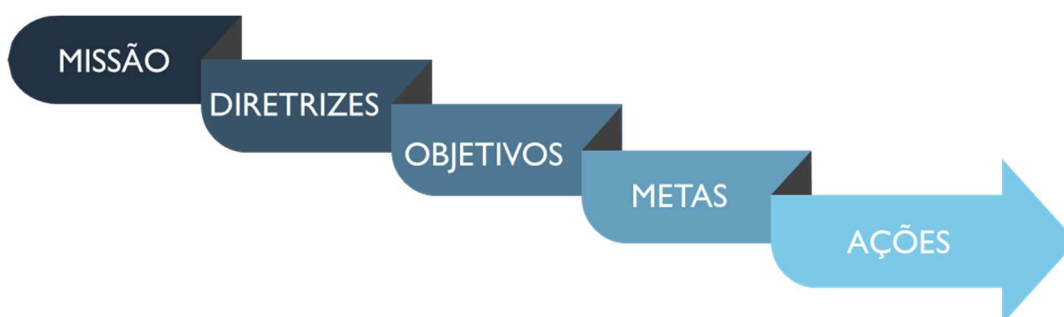 MISSÃO
DIRETRIZES
OBJETIVOS
METAS
AÇÕES